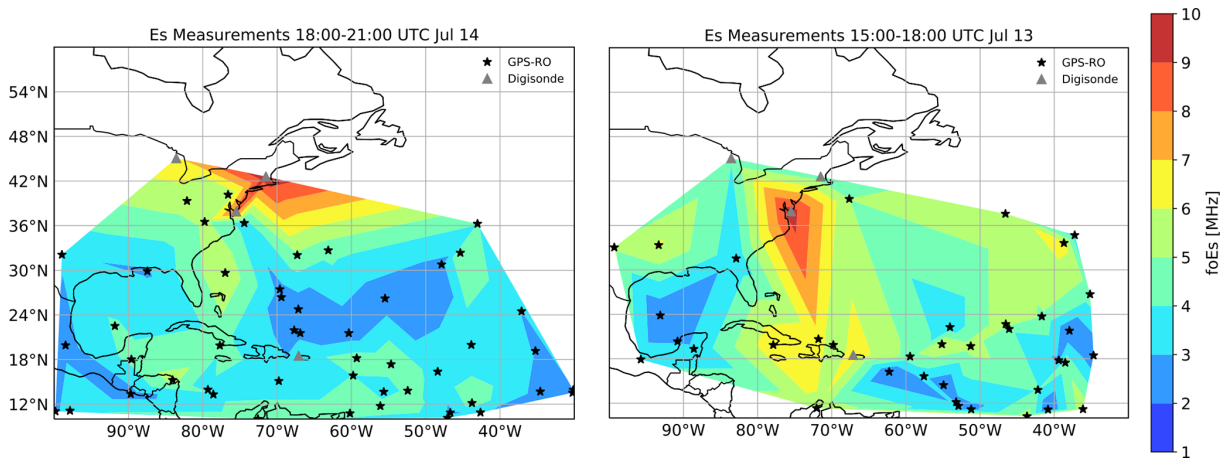 Es Measurements 18:00-21:00 UTC Jul 14
GPS-RO
Digisonde
54°N
48°N
42°N
36°N
30°N
24°N
18°N
12°N
90°W 80°W 70°W 60°W 50°W 40°W
Es Measurements 15:00-18:00 UTC Jul 13
GPS-RO
Digisonde
90°W 80°W 70°W 60°W 50°W 40°W
10
9
8
7
6
5
4
3
2
1
foEs [MHz]